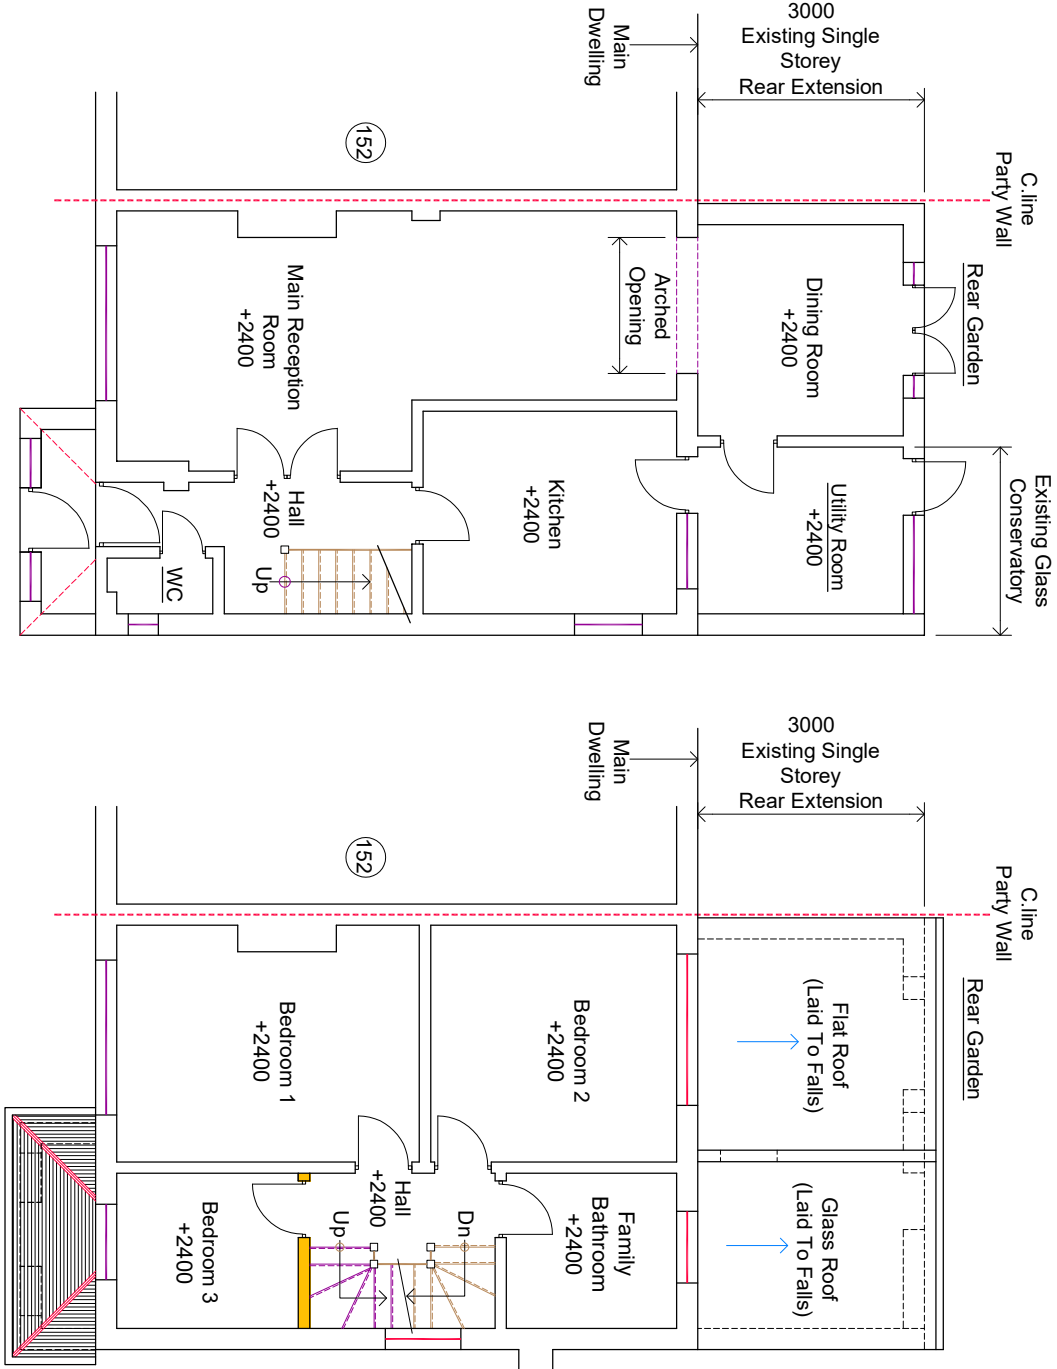 3000
Existing Single
Storey
Rear Extension
Main
Dwelling
152
C.line
Party Wall
Rear Garden
Main Reception
Room
+2400
Arched
Opening
Dining Room
+2400
Existing Glass
Conservatory
Hall
+2400
Kitchen
+2400
Utility Room
+2400
WC
Up
3000
Existing Single
Storey
Rear Extension
Main
Dwelling
152
C.line
Party Wall
Rear Garden
Bedroom 1
+2400
Bedroom 2
+2400
Flat Roof
(Laid To Falls)
Hall
+2400
Up
Dn
Bedroom 3
+2400
Family
Bathroom
+2400
Glass Roof
(Laid To Falls)